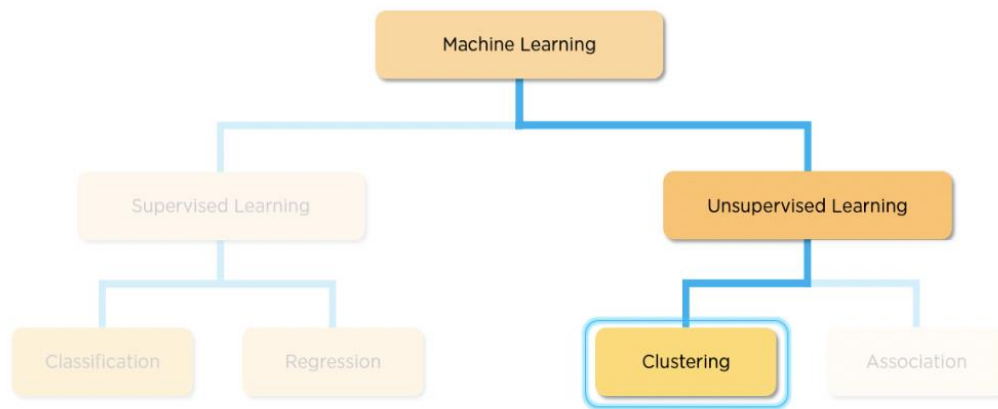 Machine Learning
Supervised Learning
Unsupervised Learning
Classification
Regression
Clustering
Association